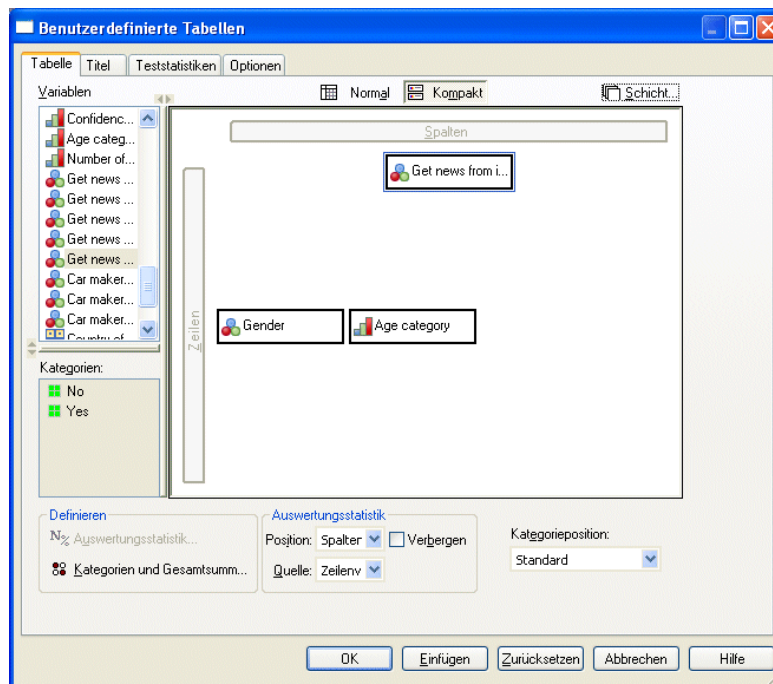 Benutzerdefinierte Tabellen
Tabelle Titel Teststatistiken Optionen
Variablen Normal Kompakt Schicht...
Confidenc...
Age categ...
Number of...
Get news ...
Get news ...
Get news ...
Get news ...
Get news ...
Car maker...
Car maker...
Car maker...
Spalten
Get news from i...
Zeilen
Gender Age category
Kategorien:
No
Yes
Definieren
N% Auswertungsstatistik...
Kategorien und Gesamtsumm...
Auswertungsstatistik
Position: Spalter Verbergen
Quelle: Zeilenv
Kategorieposition:
Standard
OK Einfügen Zurücksetzen Abbrechen Hilfe